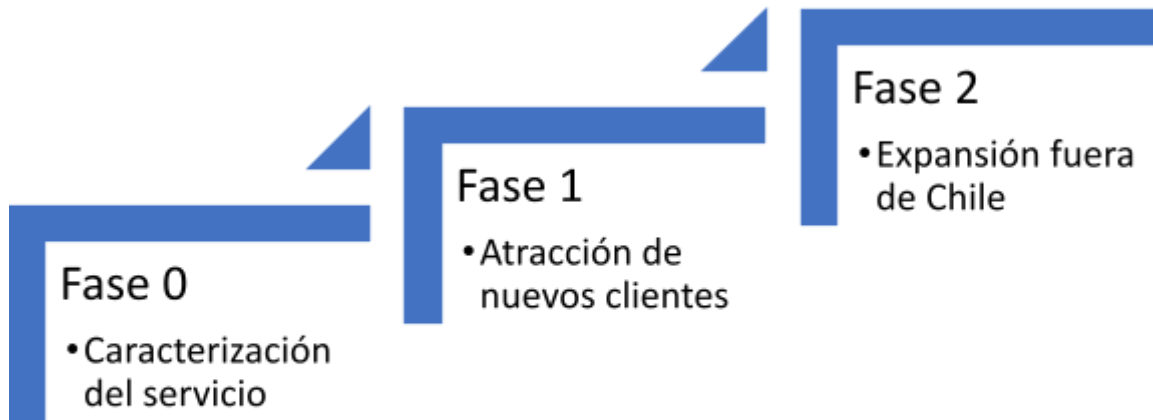 Fase 0
•Caracterización
del servicio
Fase 1
•Atracción de
nuevos clientes
Fase 2
•Expansión fuera
de Chile